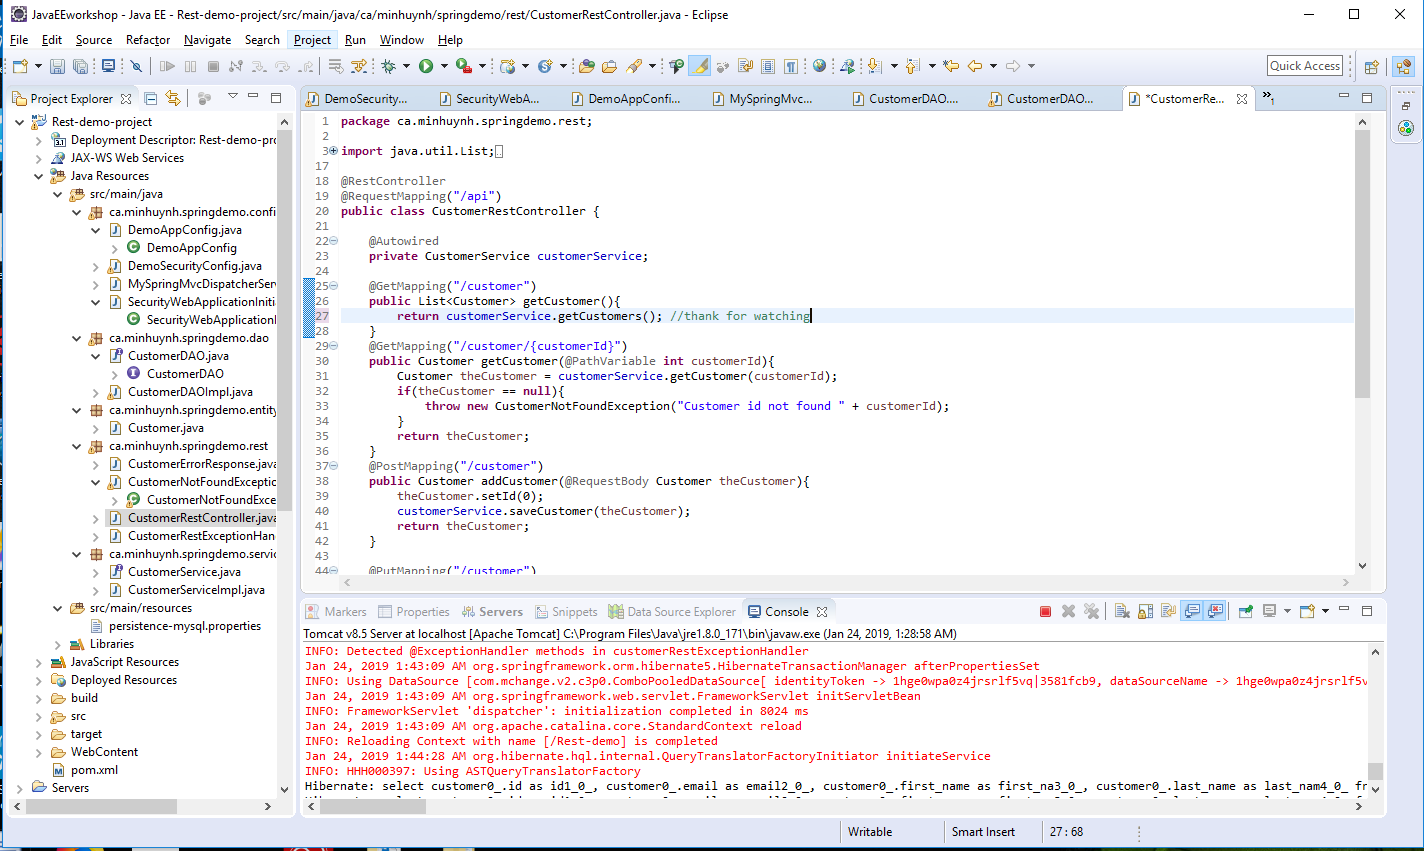 JavaEEworkshop - Java EE - Rest-demo-project/src/main/java/ca/minhuynh/springdemo/rest/CustomerRestController.java - Eclipse
File Edit Source Refactor Navigate Search Project Run Window Help
Quick Access
Project Explorer
Rest-demo-project
Deployment Descriptor: Rest-demo-pro
JAX-WS Web Services
Java Resources
src/main/java
ca.minhuynh.springdemo.confi
DemoAppConfig.java
DemoAppConfig
DemoSecurityConfig.java
MySpringMvcDispatcherSer
SecurityWebApplicationIniti
SecurityWebApplicationI
ca.minhuynh.springdemo.dao
CustomerDAO.java
CustomerDAO
CustomerDAOImpl.java
ca.minhuynh.springdemo.entity
Customer.java
ca.minhuynh.springdemo.rest
CustomerErrorResponse.java
CustomerNotFoundExceptio
CustomerNotFoundExce
CustomerRestController.java
CustomerRestExceptionHan
ca.minhuynh.springdemo.servic
CustomerService.java
CustomerServiceImpl.java
src/main/resources
persistence-mysql.properties
Libraries
JavaScript Resources
Deployed Resources
build
src
target
WebContent
pom.xml
Servers
DemoSecurity... SecurityWebA... DemoAppConfi... MySpringMvc... CustomerDAO.... CustomerDAO... *CustomerRe... »1
1 package ca.minhuynh.springdemo.rest;
2
3 import java.util.List;
17
18 @RestController
19 @RequestMapping("/api")
20 public class CustomerRestController {
21
22 @Autowired
23 private CustomerService customerService;
24
25 @GetMapping("/customer")
26 public List<Customer> getCustomer(){
27 return customerService.getCustomers(); //thank for watching
28 }
29 @GetMapping("/customer/{customerId}")
30 public Customer getCustomer(@PathVariable int customerId){
31 Customer theCustomer = customerService.getCustomer(customerId);
32 if(theCustomer == null){
33 throw new CustomerNotFoundException("Customer id not found " + customerId);
34 }
35 return theCustomer;
36 }
37 @PostMapping("/customer")
38 public Customer addCustomer(@RequestBody Customer theCustomer){
39 theCustomer.setId(0);
40 customerService.saveCustomer(theCustomer);
41 return theCustomer;
42 }
43
44 @PutMapping("/customer")
Markers Properties Servers Snippets Data Source Explorer Console
Tomcat v8.5 Server at localhost [Apache Tomcat] C:\Program Files\Java\jre1.8.0_171\bin\javaw.exe (Jan 24, 2019, 1:28:58 AM)
INFO: Detected @ExceptionHandler methods in customerRestExceptionHandler
Jan 24, 2019 1:43:09 AM org.springframework.orm.hibernate5.HibernateTransactionManager afterPropertiesSet
INFO: Using DataSource [com.mchange.v2.c3p0.ComboPooledDataSource[ identityToken -> 1hge0wpa0z4jrsrlf5vq|3581fcb9, dataSourceName -> 1hge0wpa0z4jrsrlf5v
Jan 24, 2019 1:43:09 AM org.springframework.web.servlet.FrameworkServlet initServletBean
INFO: FrameworkServlet 'dispatcher': initialization completed in 8024 ms
Jan 24, 2019 1:43:09 AM org.apache.catalina.core.StandardContext reload
INFO: Reloading Context with name [/Rest-demo] is completed
Jan 24, 2019 1:44:28 AM org.hibernate.hql.internal.QueryTranslatorFactoryInitiator initiateService
INFO: HHH000397: Using ASTQueryTranslatorFactory
Hibernate: select customer0_.id as id1_0_, customer0_.email as email2_0_, customer0_.first_name as first_na3_0_, customer0_.last_name as last_nam4_0_ fr
Writable Smart Insert 27 : 68